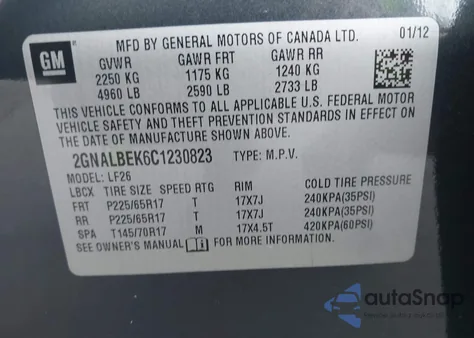 GM
MFD BY GENERAL MOTORS OF CANADA LTD. 01/12
GVWR GAWR FRT GAWR RR
2250 KG 1175 KG 1240 KG
4960 LB 2590 LB 2733 LB
THIS VEHICLE CONFORMS TO ALL APPLICABLE U.S. FEDERAL MOTOR
VEHICLE SAFETY AND THEFT PREVENTION STANDARDS IN EFFECT ON
THE DATE OF MANUFACTURE SHOWN ABOVE.
2GNALBEK6C1230823 TYPE: M.P.V.
MODEL: LF26
LBCX TIRE SIZE SPEED RTG RIM COLD TIRE PRESSURE
FRT P225/65R17 T 17X7J 240KPA(35PSI)
RR P225/65R17 T 17X7J 240KPA(35PSI)
SPA T145/70R17 M 17X4.5T 420KPA(60PSI)
SEE OWNER'S MANUAL FOR MORE INFORMATION.
autoSnap